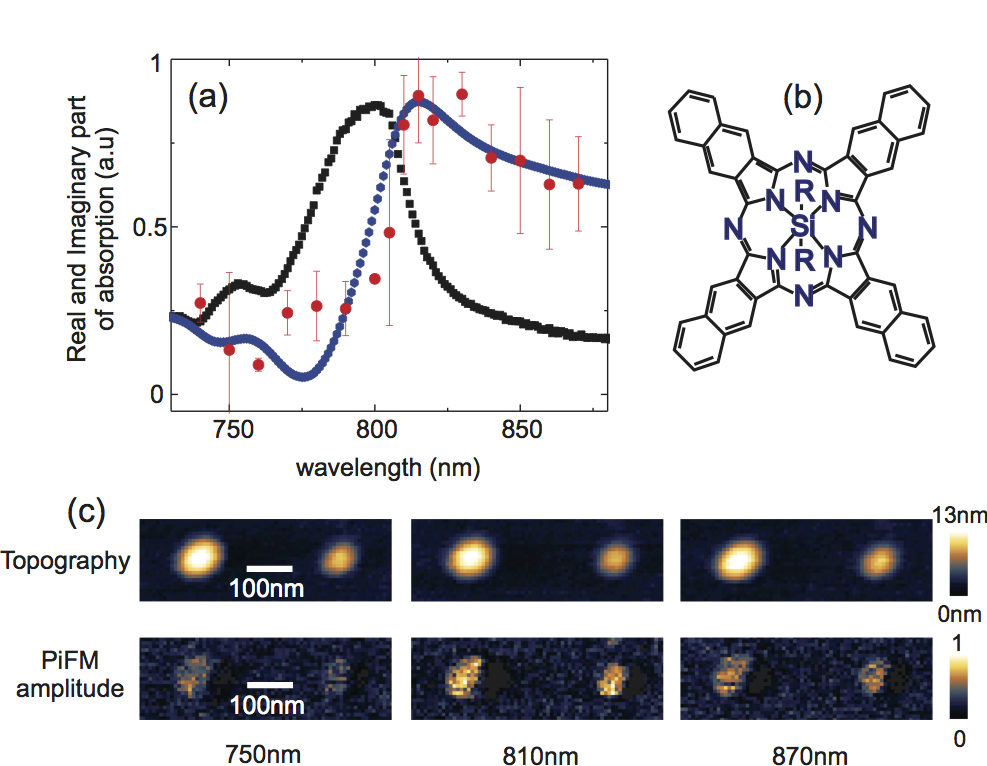 Real and Imaginary part
of absorption (a.u)
1
0.5
0
(a)
750
800
850
wavelength (nm)
(b)
N
R
N
N
N
Si
N
N
R
N
N
(c)
Topography
100nm
13nm
0nm
PiFM
amplitude
100nm
1
0
750nm
810nm
870nm